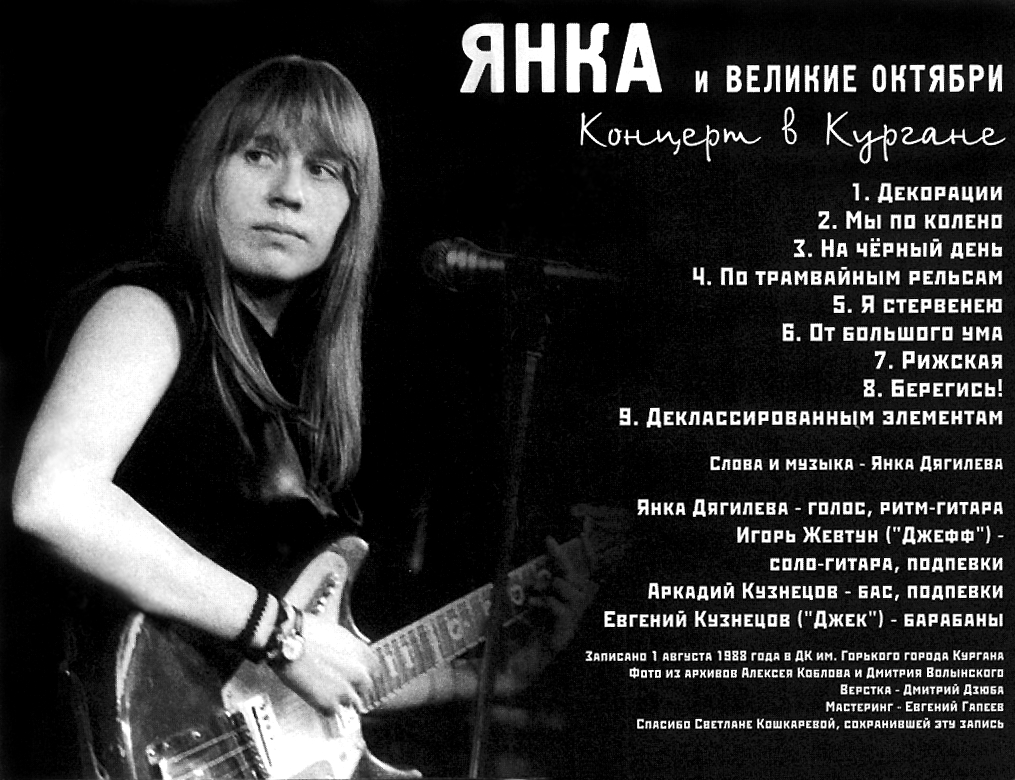 ЯНКА и ВЕЛИКИЕ ОКТЯБРИ
Концерт в Кургане
1. Декорации
2. Мы по колено
3. На чёрный день
4. По трамвайным рельсам
5. Я стервенею
6. От большого ума
7. Рижская
8. Берегись!
9. Деклассированным элементам
Слова и музыка - Янка Дягилева
Янка Дягилева - голос, ритм-гитара
Игорь Жевтун ("Джефф") -
соло-гитара, подпевки
Аркадий Кузнецов - бас, подпевки
Евгений Кузнецов ("Джек") - барабаны
Записано 1 августа 1988 года в ДК им. Горького города Кургана
Фото из архивов Алексея Коблова и Дмитрия Волынского
Верстка - Дмитрий Дзюба
Мастеринг - Евгений Гапеев
Спасибо Светлане Кошкаревой, сохранившей эту запись